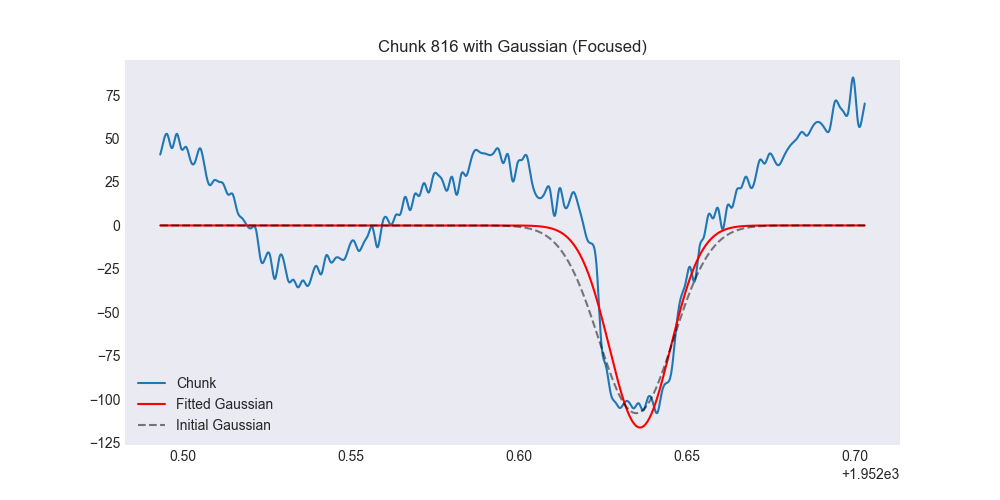 Chunk 816 with Gaussian (Focused)
75
50
25
0
−25
−50
−75
−100
−125
Chunk
Fitted Gaussian
Initial Gaussian
0.50 0.55 0.60 0.65 0.70
+1.952e3